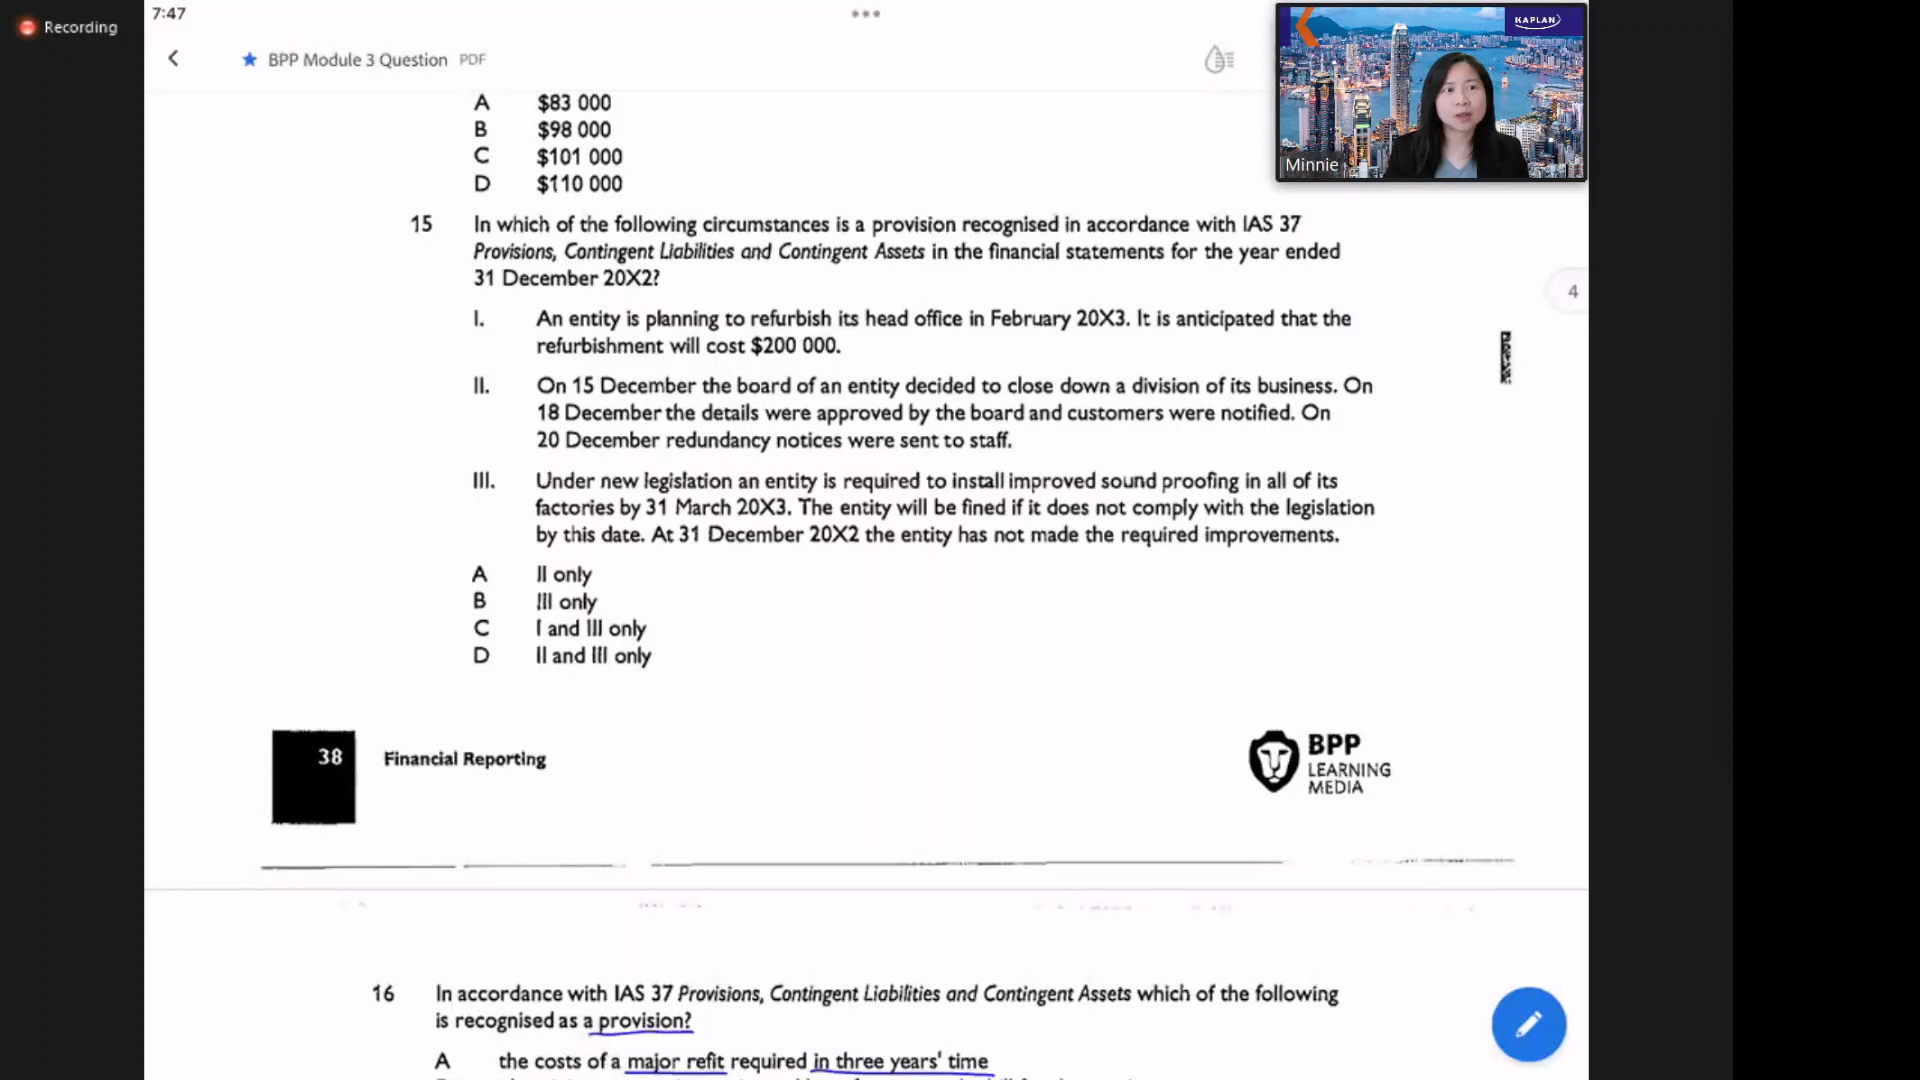 Recording
7:47
BPP Module 3 Question PDF
KAPLAN
Minnie
A $83 000
B $98 000
C $101 000
D $110 000
15 In which of the following circumstances is a provision recognised in accordance with IAS 37
Provisions, Contingent Liabilities and Contingent Assets in the financial statements for the year ended
31 December 20X2?
4
I. An entity is planning to refurbish its head office in February 20X3. It is anticipated that the
refurbishment will cost $200 000.
II. On 15 December the board of an entity decided to close down a division of its business. On
18 December the details were approved by the board and customers were notified. On
20 December redundancy notices were sent to staff.
III. Under new legislation an entity is required to install improved sound proofing in all of its
factories by 31 March 20X3. The entity will be fined if it does not comply with the legislation
by this date. At 31 December 20X2 the entity has not made the required improvements.
A II only
B III only
C I and III only
D II and III only
38 Financial Reporting
BPP
LEARNING
MEDIA
16 In accordance with IAS 37 Provisions, Contingent Liabilities and Contingent Assets which of the following
is recognised as a provision?
A the costs of a major refit required in three years' time